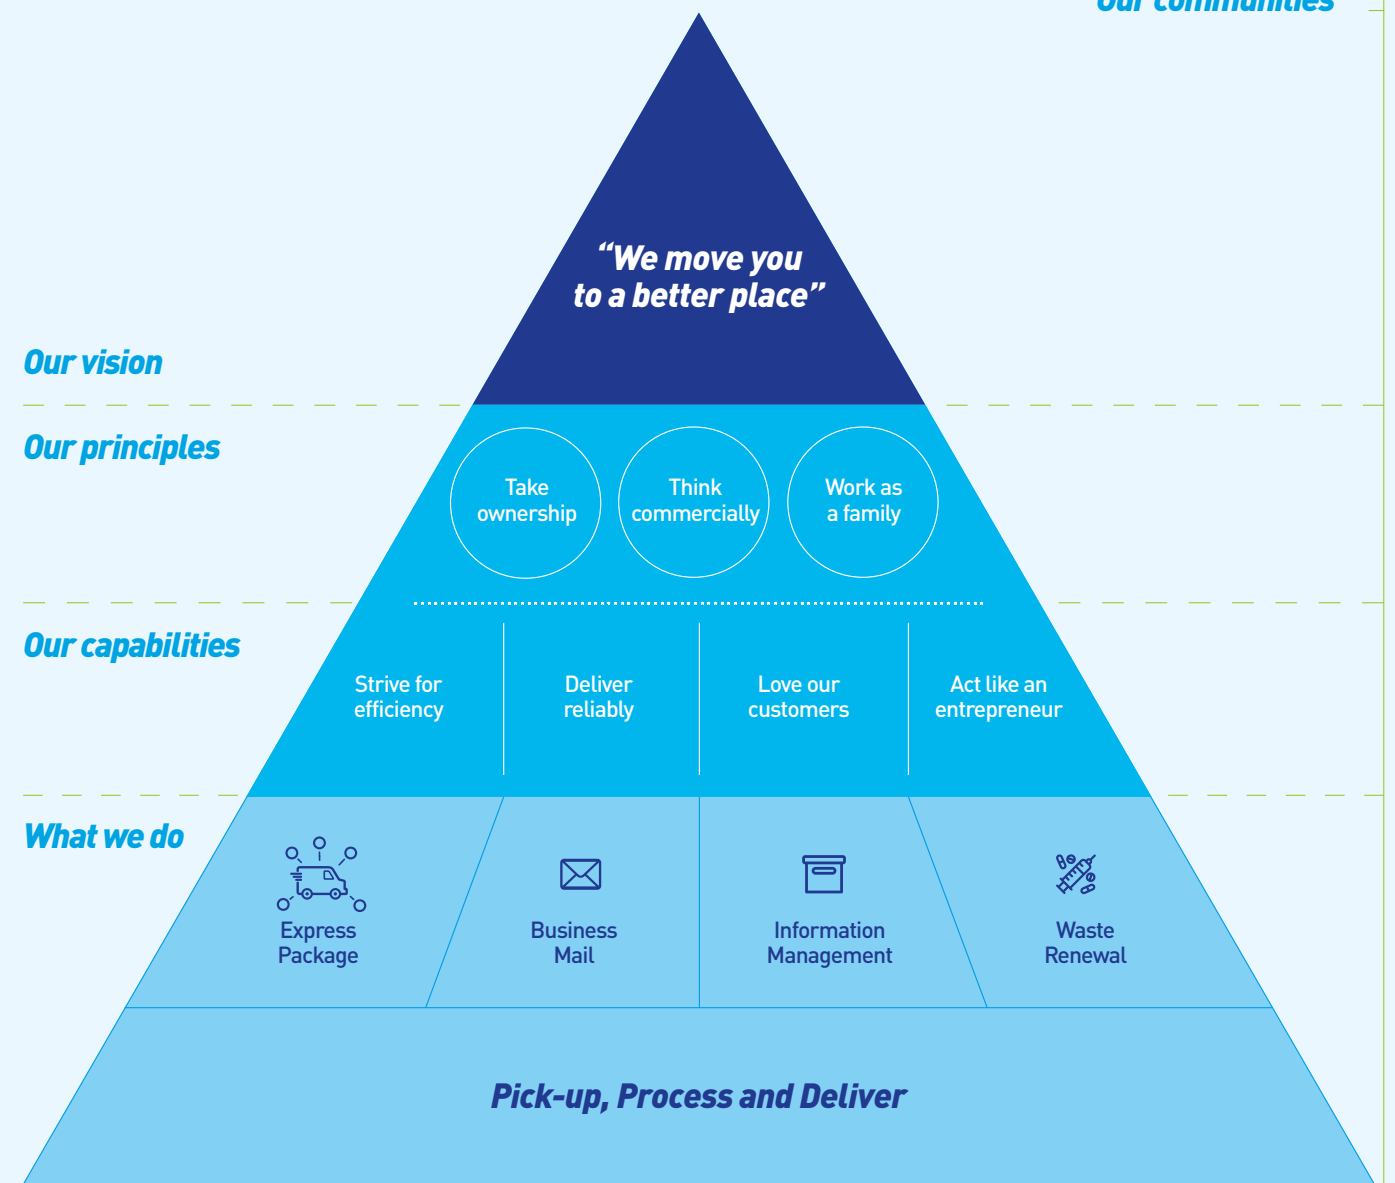 Our communities
“We move you
to a better place”
Our vision
Our principles
Take
ownership
Think
commercially
Work as
a family
Our capabilities
Strive for
efficiency
Deliver
reliably
Love our
customers
Act like an
entrepreneur
What we do
Express
Package
Business
Mail
Information
Management
Waste
Renewal
Pick-up, Process and Deliver